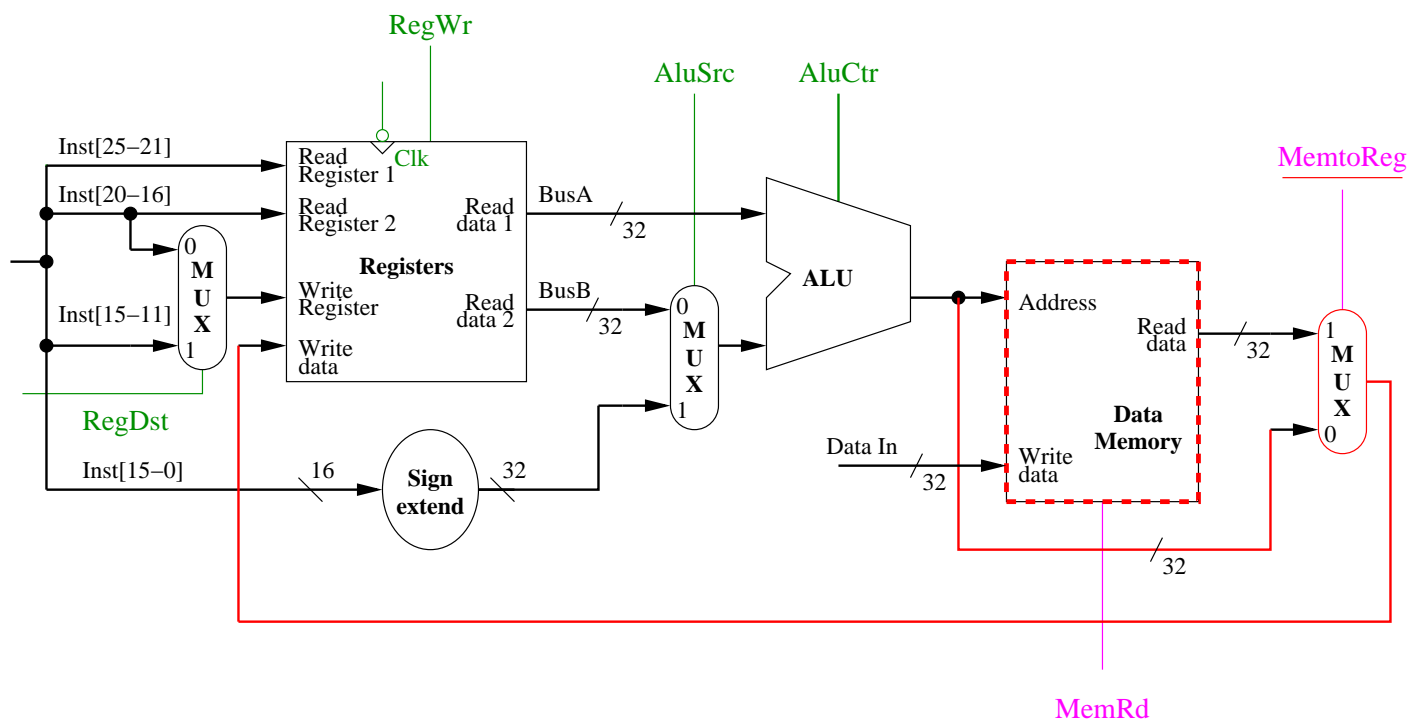 RegWr
AluSrc
AluCtr
MemtoReg
Inst[25−21]
Clk
Read
Register 1
Inst[20−16]
Read
Register 2
Read
data 1
BusA
32
0
M
U
X
1
Registers
ALU
Write
Register
Read
data 2
BusB
32
0
M
U
X
1
Address
Read
data
32
1
M
U
X
0
Inst[15−11]
Write
data
RegDst
Data
Memory
Data In
32
Write
data
Inst[15−0]
16
Sign
extend
32
32
MemRd